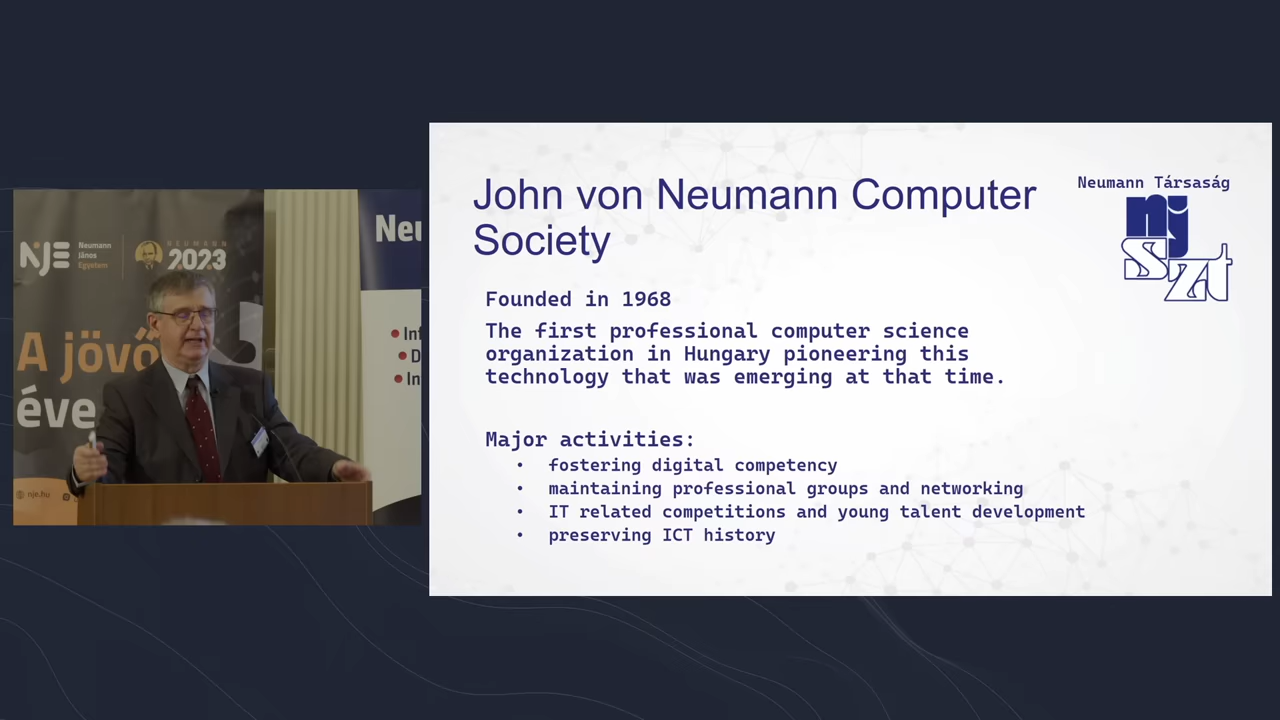 NJE
Neumann
János
Egyetem
NEUMANN
2023
A jövő
éve
nje.hu
Neu
Inf
D
In
John von Neumann Computer
Society
Neumann Társaság
njszt
Founded in 1968
The first professional computer science
organization in Hungary pioneering this
technology that was emerging at that time.
Major activities:
• fostering digital competency
• maintaining professional groups and networking
• IT related competitions and young talent development
• preserving ICT history